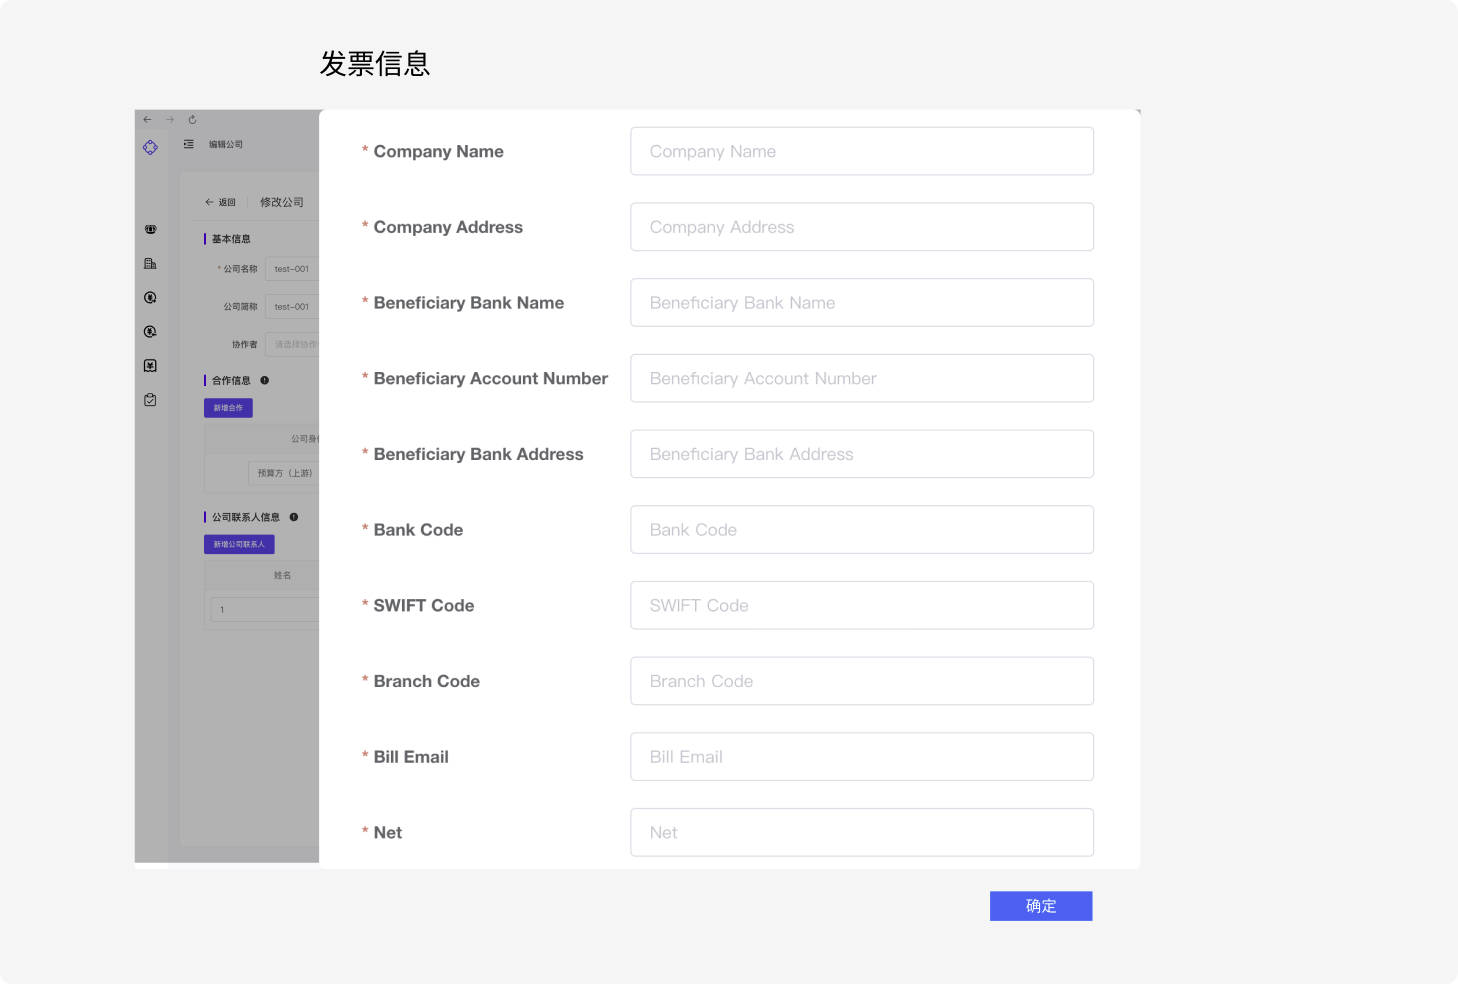 发票信息
编辑公司
返回
修改公司
基本信息
* 公司名称 test-001
公司简称 test-001
协作者 请选择协作
合作信息
新增合作
公司身
预算方（上游）
公司联系人信息
新增公司联系人
姓名
1
* Company Name Company Name
* Company Address Company Address
* Beneficiary Bank Name Beneficiary Bank Name
* Beneficiary Account Number Beneficiary Account Number
* Beneficiary Bank Address Beneficiary Bank Address
* Bank Code Bank Code
* SWIFT Code SWIFT Code
* Branch Code Branch Code
* Bill Email Bill Email
* Net Net
确定